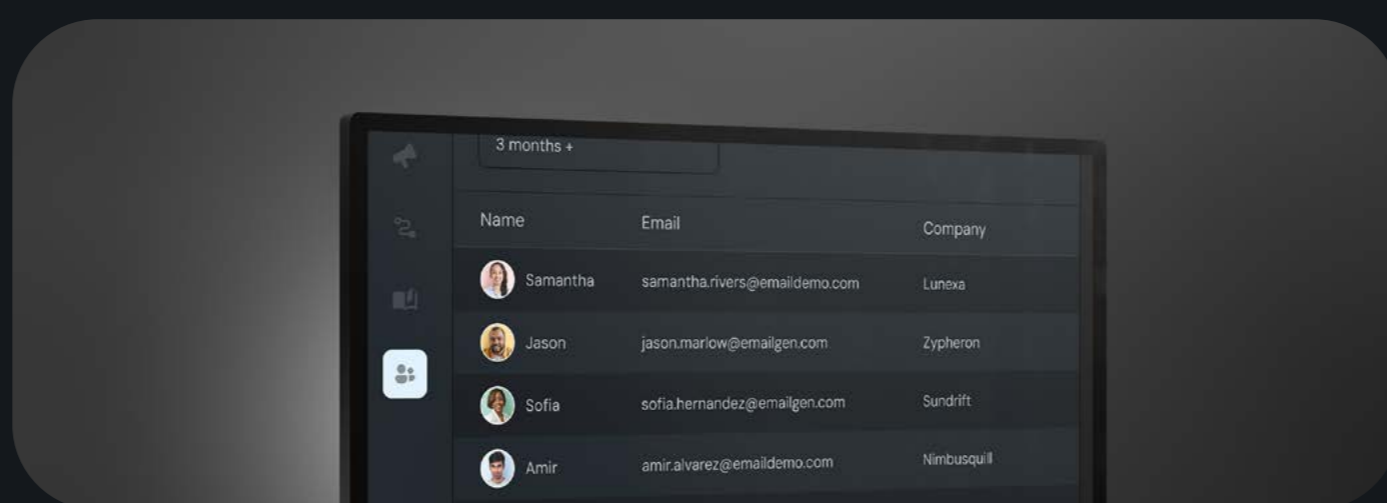 3 months +
Name Email Company
Samantha samantha.rivers@emaildemo.com Lunexa
Jason jason.marlow@emailgen.com Zypheron
Sofia sofia.hernandez@emailgen.com Sundrift
Amir amir.alvarez@emaildemo.com Nimbusquill